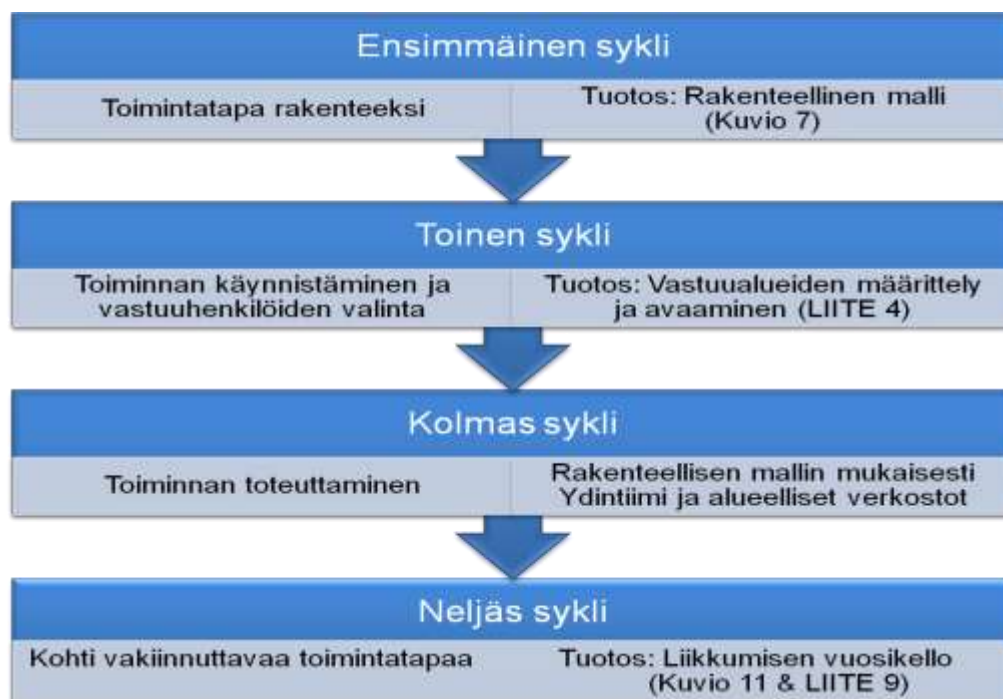 Ensimmäinen sykli
Toimintatapa rakenteeksi
Tuotos: Rakenteellinen malli
(Kuvio 7)
Toinen sykli
Toiminnan käynnistäminen ja
vastuuhenkilöiden valinta
Tuotos: Vastuualueiden määrittely
ja avaaminen (LIITE 4)
Kolmas sykli
Toiminnan toteuttaminen
Rakenteellisen mallin mukaisesti
Ydintiimi ja alueelliset verkostot
Neljäs sykli
Kohti vakiinnuttavaa toimintatapaa
Tuotos: Liikkumisen vuosikello
(Kuvio 11 & LIITE 9)